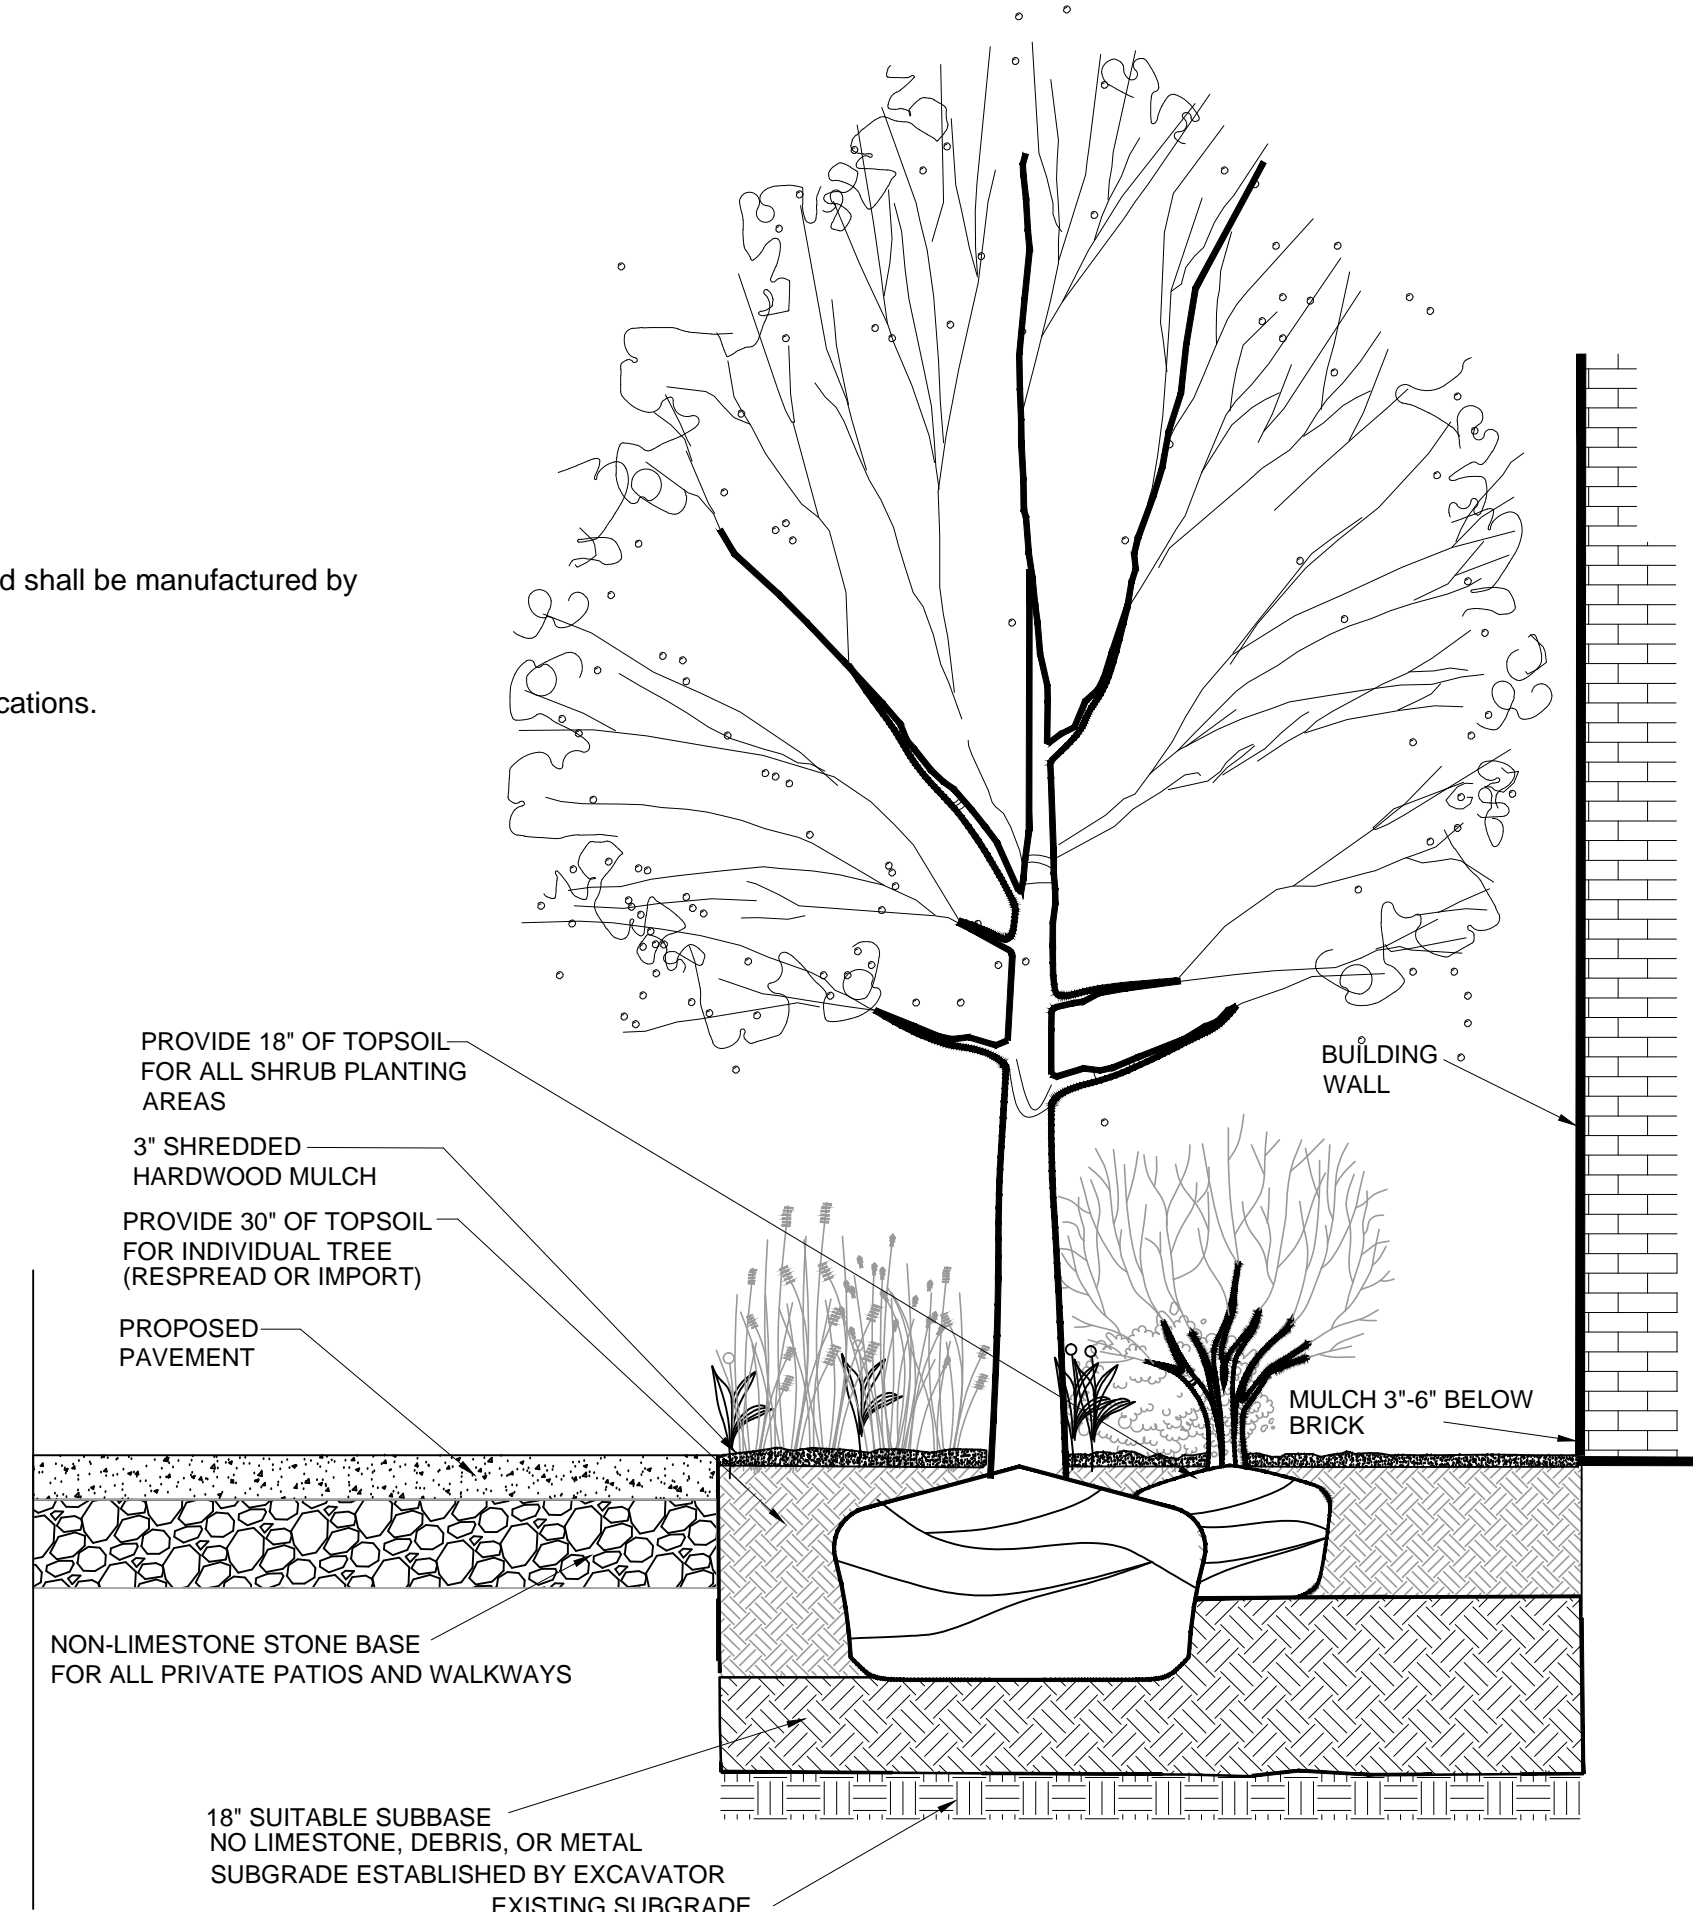 d shall be manufactured by
cations.
PROVIDE 18" OF TOPSOIL
FOR ALL SHRUB PLANTING
AREAS
3" SHREDDED
HARDWOOD MULCH
PROVIDE 30" OF TOPSOIL
FOR INDIVIDUAL TREE
(RESPREAD OR IMPORT)
PROPOSED
PAVEMENT
BUILDING
WALL
MULCH 3"-6" BELOW
BRICK
NON-LIMESTONE STONE BASE
FOR ALL PRIVATE PATIOS AND WALKWAYS
18" SUITABLE SUBBASE
NO LIMESTONE, DEBRIS, OR METAL
SUBGRADE ESTABLISHED BY EXCAVATOR
EXISTING SUBGRADE